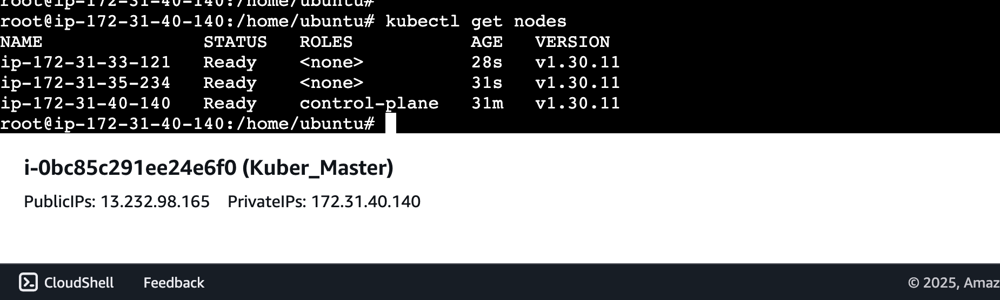 root@ip-172-31-40-140:/home/ubuntu#
root@ip-172-31-40-140:/home/ubuntu# kubectl get nodes
NAME STATUS ROLES AGE VERSION
ip-172-31-33-121 Ready <none> 28s v1.30.11
ip-172-31-35-234 Ready <none> 31s v1.30.11
ip-172-31-40-140 Ready control-plane 31m v1.30.11
root@ip-172-31-40-140:/home/ubuntu#
i-0bc85c291ee24e6f0 (Kuber_Master)
PublicIPs: 13.232.98.165 PrivateIPs: 172.31.40.140
CloudShell Feedback © 2025, Amaz